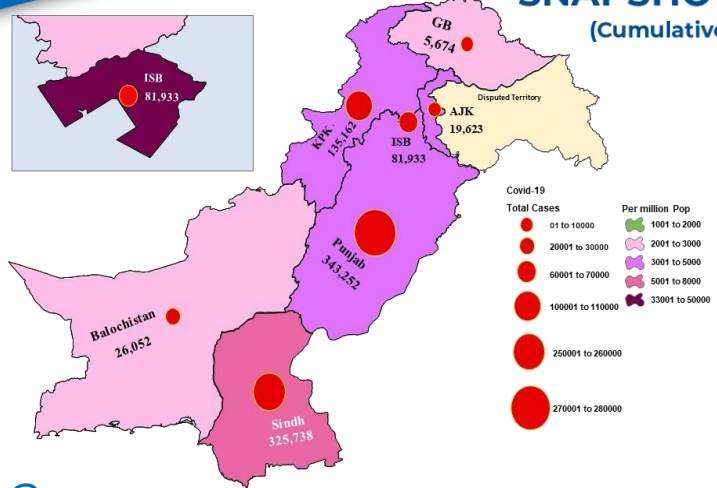 SNAPSHO
(Cumulative
ISB
81,933
GB
5,674
Disputed Territory
AJK
19,623
KPK
135,162
ISB
81,933
Punjab
343,252
Balochistan
26,052
Sindh
325,738
Covid-19
Total Cases
01 to 10000
20001 to 30000
60001 to 70000
100001 to 110000
250001 to 260000
270001 to 280000
Per million Pop
1001 to 2000
2001 to 3000
3001 to 5000
5001 to 8000
33001 to 50000